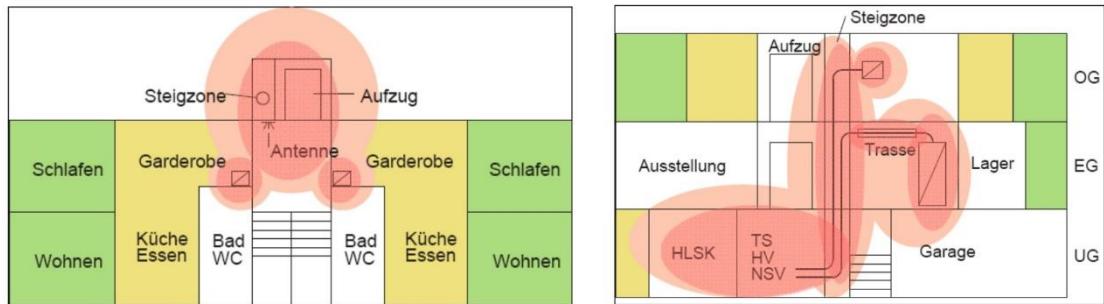 Steigzone
Aufzug
Antenne
Schlafen
Garderobe
Garderobe
Schlafen
Wohnen
Küche
Essen
Bad
WC
Bad
WC
Küche
Essen
Wohnen
Steigzone
Aufzug
OG
Ausstellung
Trasse
Lager
EG
HLSK
TS
HV
NSV
Garage
UG